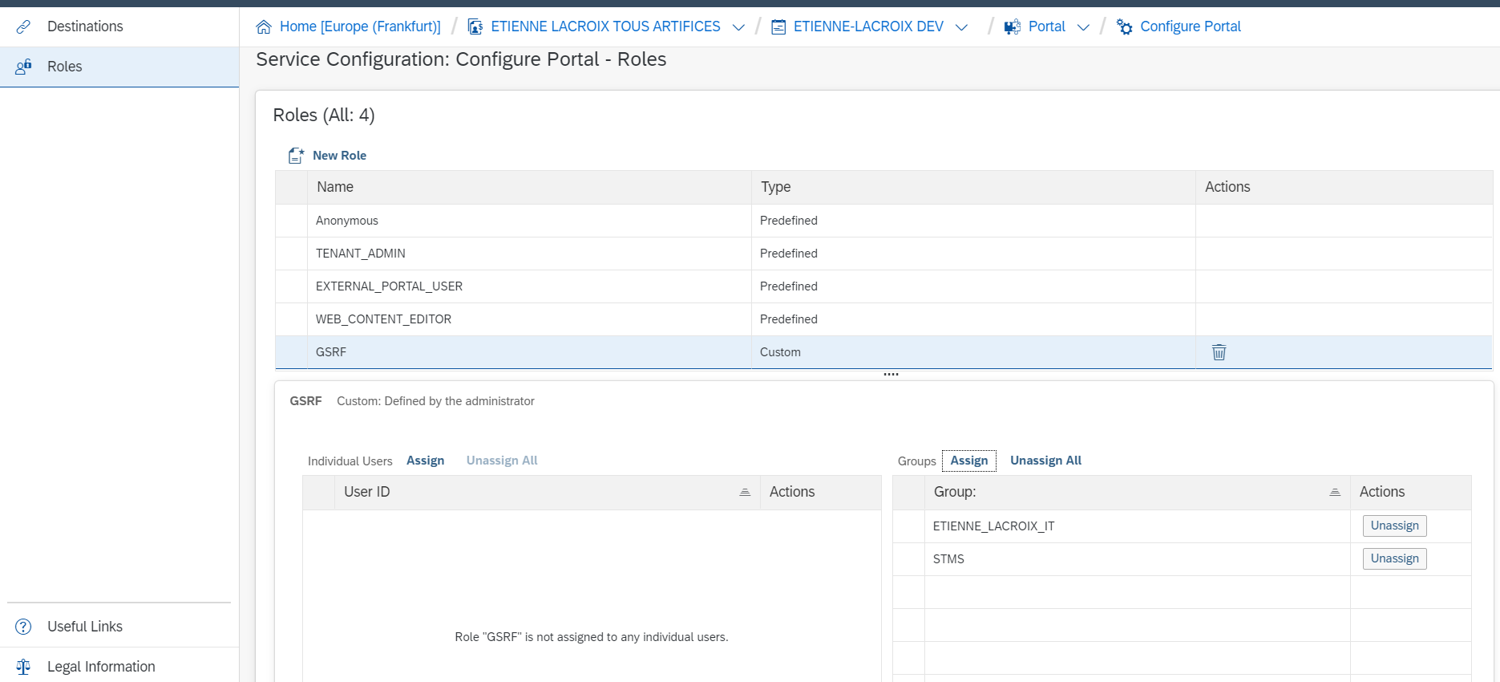 Destinations
Roles
Useful Links
Legal Information
Home [Europe (Frankfurt)] / ETIENNE LACROIX TOUS ARTIFICES / ETIENNE-LACROIX DEV / Portal / Configure Portal
Service Configuration: Configure Portal - Roles
Roles (All: 4)
New Role
Name Type Actions
Anonymous Predefined
TENANT_ADMIN Predefined
EXTERNAL_PORTAL_USER Predefined
WEB_CONTENT_EDITOR Predefined
GSRF Custom
GSRF Custom: Defined by the administrator
Individual Users Assign Unassign All
User ID Actions
Role "GSRF" is not assigned to any individual users.
Groups Assign Unassign All
Group: Actions
ETIENNE_LACROIX_IT Unassign
STMS Unassign